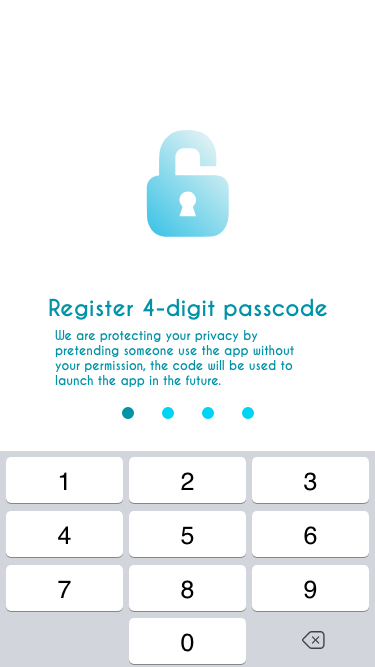 Register 4-digit passcode
We are protecting your privacy by
pretending someone use the app without
your permission, the code will be used to
launch the app in the future.
1 2 3
4 5 6
7 8 9
0